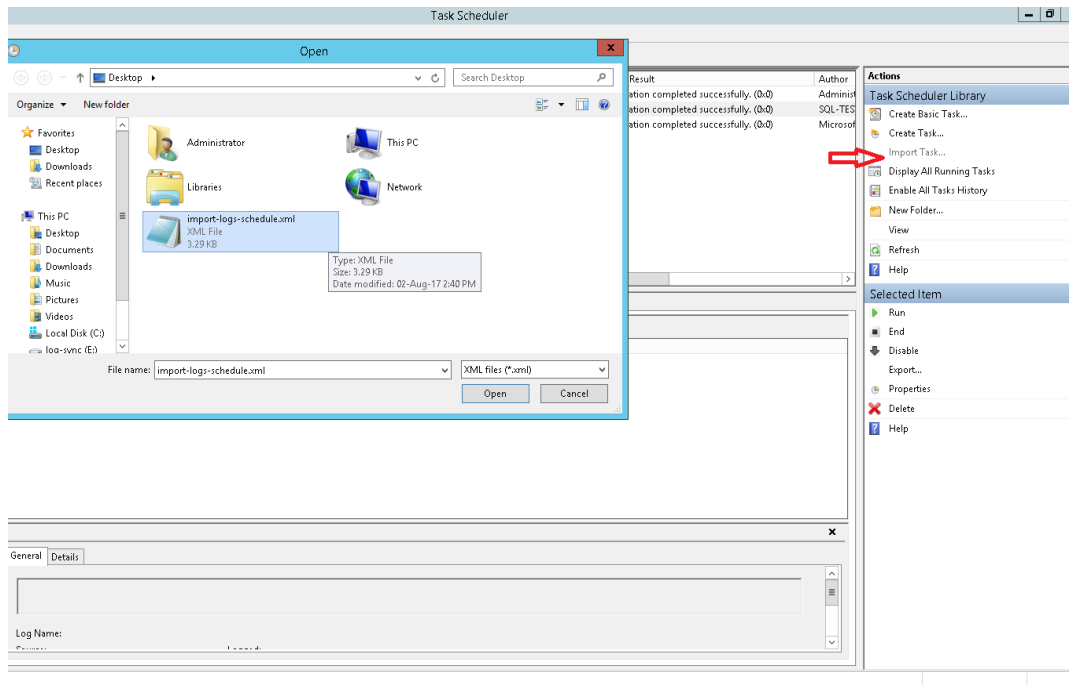 Task Scheduler
Open
Desktop
Search Desktop
Organize
New folder
Favorites
Desktop
Downloads
Recent places
This PC
Desktop
Documents
Downloads
Music
Pictures
Videos
Local Disk (C:)
log-sync (E:)
Administrator
This PC
Libraries
Network
import-logs-schedule.xml
XML File
3.29 KB
Type: XML File
Size: 3.29 KB
Date modified: 02-Aug-17 2:40 PM
File name:
import-logs-schedule.xml
XML files (*.xml)
Open
Cancel
Result
Author
ation completed successfully. (0x0)
Administ
ation completed successfully. (0x0)
SQL-TES
ation completed successfully. (0x0)
Microsof
Actions
Task Scheduler Library
Create Basic Task...
Create Task...
Import Task...
Display All Running Tasks
Enable All Tasks History
New Folder...
View
Refresh
Help
Selected Item
Run
End
Disable
Export...
Properties
Delete
Help
General
Details
Log Name: